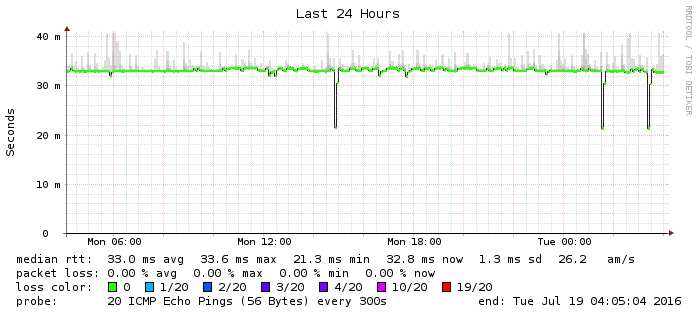 Last 24 Hours
RRDTOOL / TOBI OETIKER
Seconds
40 m
30 m
20 m
10 m
0
Mon 06:00 Mon 12:00 Mon 18:00 Tue 00:00
median rtt: 33.0 ms avg 33.6 ms max 21.3 ms min 32.8 ms now 1.3 ms sd 26.2 am/s
packet loss: 0.00 % avg 0.00 % max 0.00 % min 0.00 % now
loss color: 0 1/20 2/20 3/20 4/20 10/20 19/20
probe: 20 ICMP Echo Pings (56 Bytes) every 300s end: Tue Jul 19 04:05:04 2016